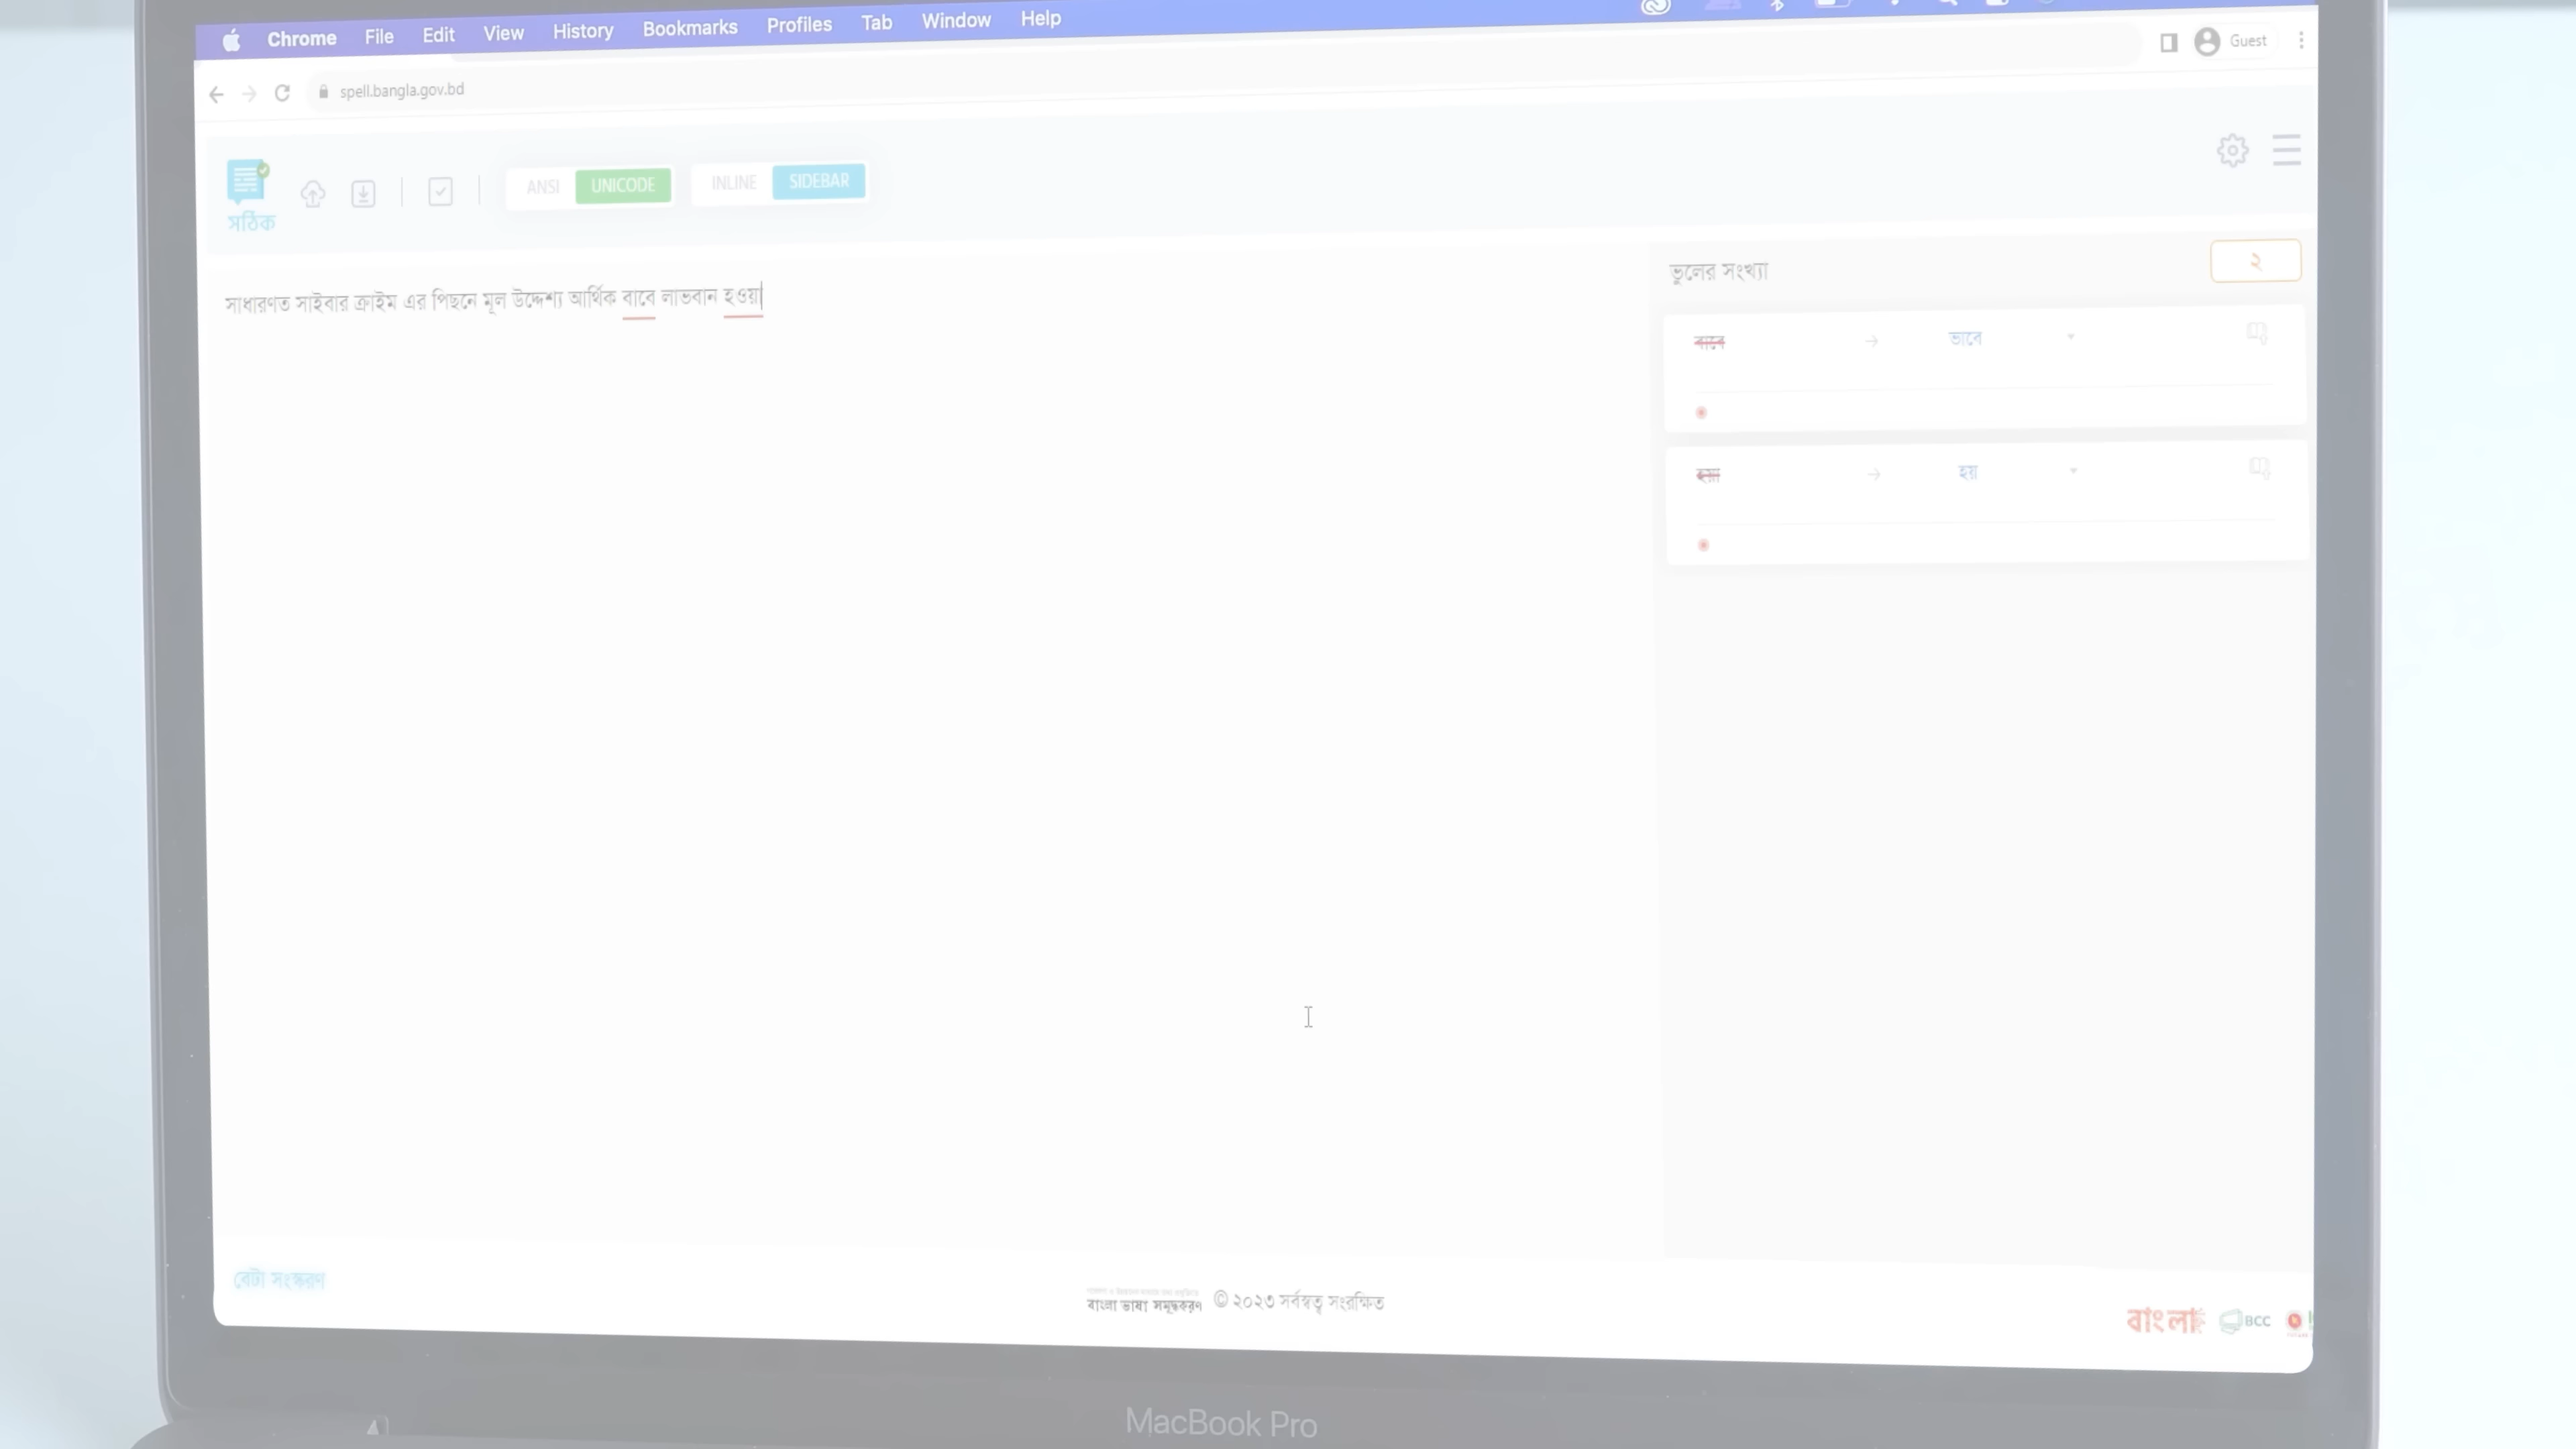 Chrome File Edit View History Bookmarks Profiles Tab Window Help
spell.bangla.gov.bd
Guest
সঠিক
ANSI UNICODE INLINE SIDEBAR
সাধারণত সাইবার ক্রাইম এর পিছনে মূল উদ্দেশ্য আর্থিক বাবে লাভবান হওয়া
ভুলের সংখ্যা ২
বাবে → ভাবে
→ হয়
বেটা সংস্করণ
বাংলা ভাষা সমৃদ্ধকরণ © ২০২৩ সর্বস্বত্ব সংরক্ষিত
বাংলা BCC
MacBook Pro